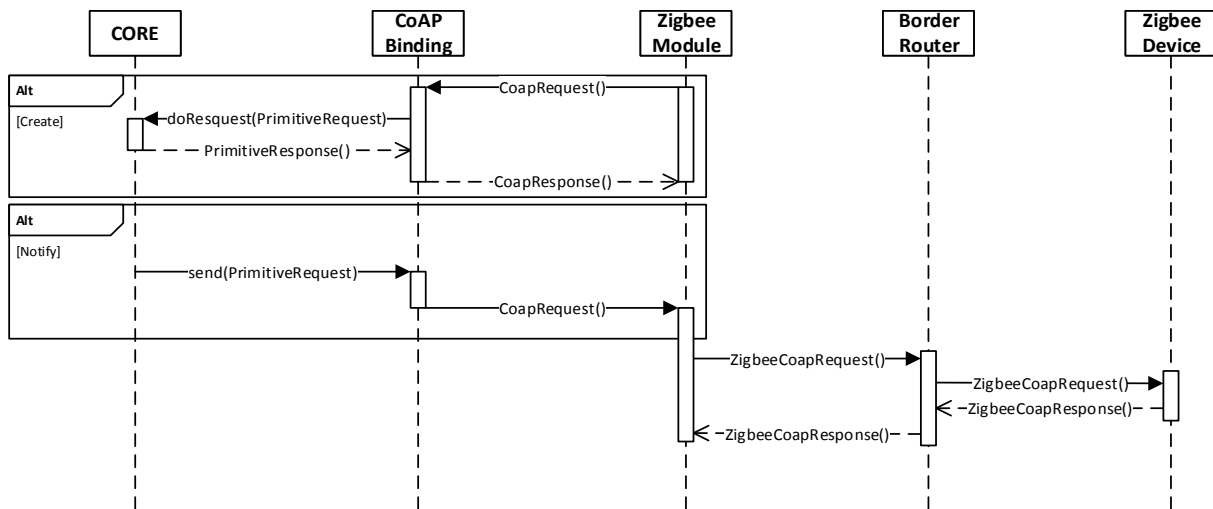 CORE
CoAP
Binding
Zigbee
Module
Border
Router
Zigbee
Device
Alt
CoapRequest()
[Create]
doResquest(PrimitiveRequest)
PrimitiveResponse()
CoapResponse()
Alt
[Notify]
send(PrimitiveRequest)
CoapRequest()
ZigbeeCoapRequest()
ZigbeeCoapRequest()
ZigbeeCoapResponse()
ZigbeeCoapResponse()